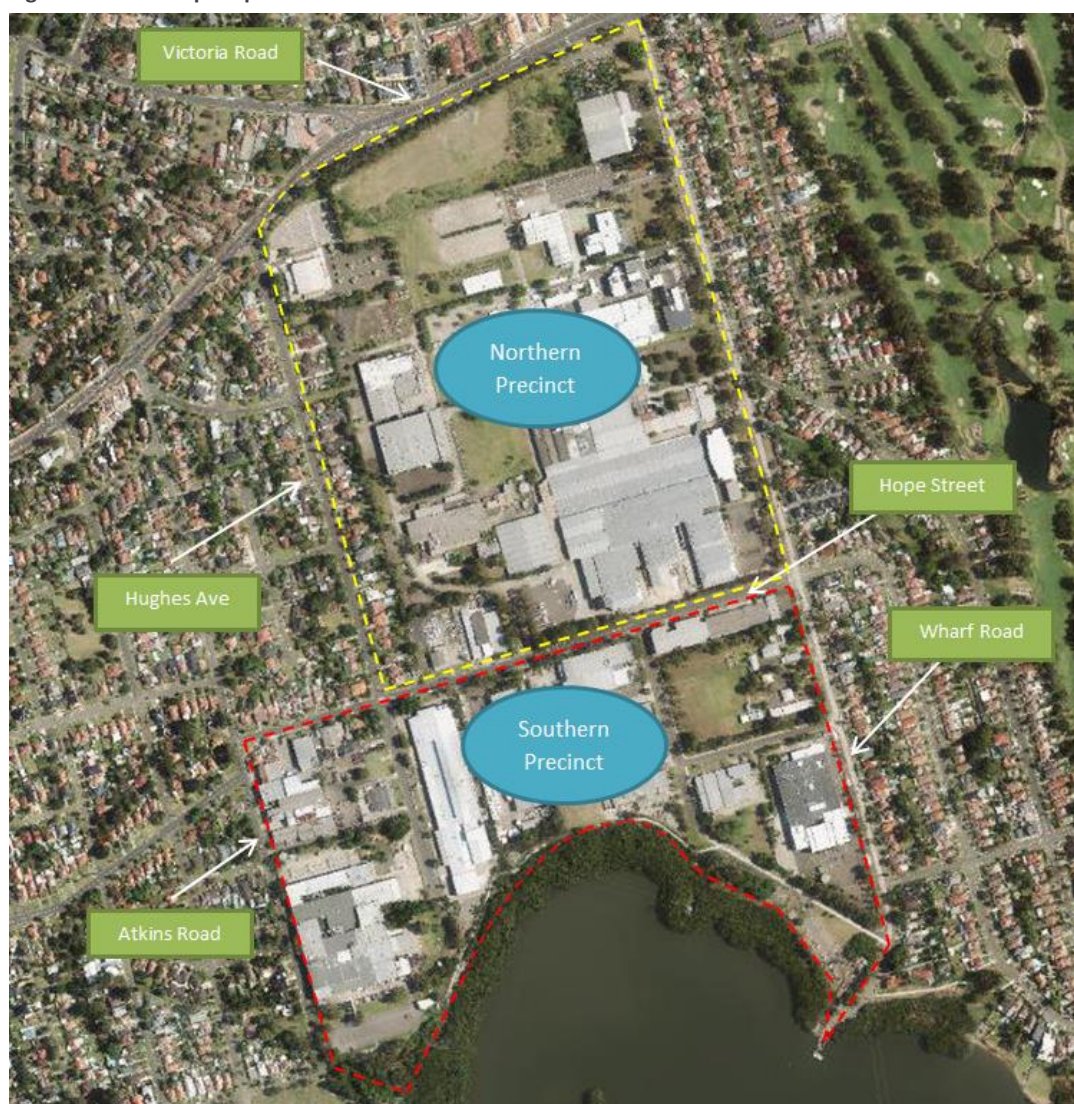 Victoria Road
Northern
Precinct
Hope Street
Hughes Ave
Wharf Road
Southern
Precinct
Atkins Road